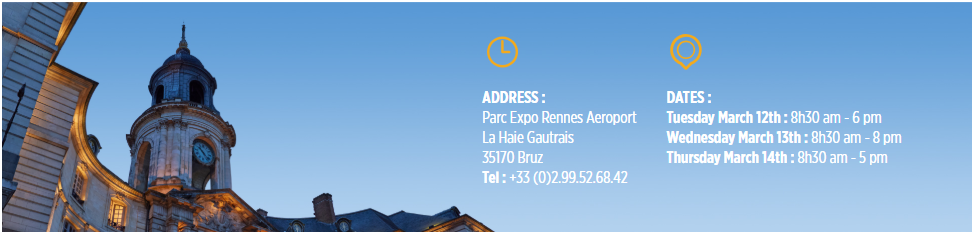 ADDRESS :
Parc Expo Rennes Aeroport
La Haie Gautrais
35170 Bruz
Tel : +33 (0)2.99.52.68.42
DATES :
Tuesday March 12th : 8h30 am - 6 pm
Wednesday March 13th : 8h30 am - 8 pm
Thursday March 14th : 8h30 am - 5 pm